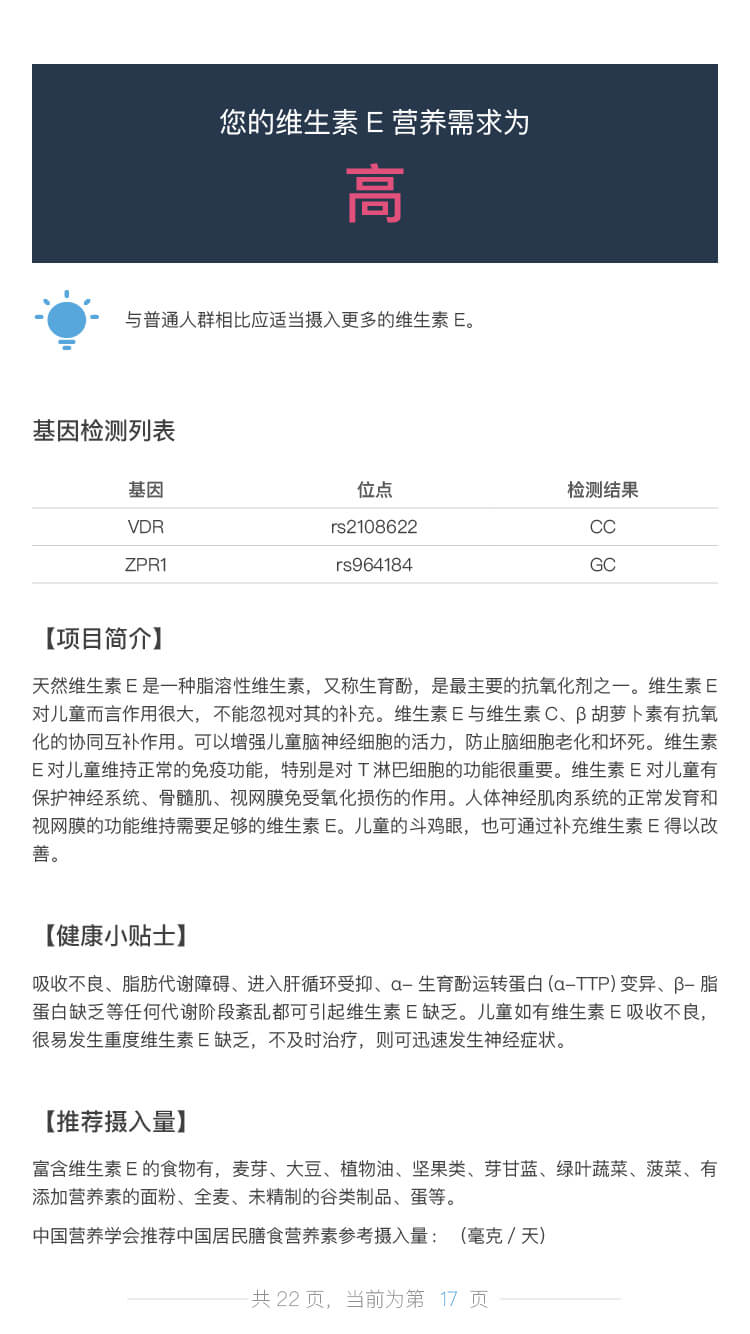 您的维生素 E 营养需求为
高
与普通人群相比应适当摄入更多的维生素 E。
基因检测列表
基因 位点 检测结果
VDR rs2108622 CC
ZPR1 rs964184 GC
【项目简介】
天然维生素 E 是一种脂溶性维生素，又称生育酚，是最主要的抗氧化剂之一。维生素 E
对儿童而言作用很大，不能忽视对其的补充。维生素 E 与维生素 C、β 胡萝卜素有抗氧
化的协同互补作用。可以增强儿童脑神经细胞的活力，防止脑细胞老化和坏死。维生素
E 对儿童维持正常的免疫功能，特别是对 T 淋巴细胞的功能很重要。维生素 E 对儿童有
保护神经系统、骨髓肌、视网膜免受氧化损伤的作用。人体神经肌肉系统的正常发育和
视网膜的功能维持需要足够的维生素 E。儿童的斗鸡眼，也可通过补充维生素 E 得以改
善。
【健康小贴士】
吸收不良、脂肪代谢障碍、进入肝循环受抑、α- 生育酚运转蛋白 (α-TTP) 变异、β- 脂
蛋白缺乏等任何代谢阶段紊乱都可引起维生素 E 缺乏。儿童如有维生素 E 吸收不良，
很易发生重度维生素 E 缺乏，不及时治疗，则可迅速发生神经症状。
【推荐摄入量】
富含维生素 E 的食物有，麦芽、大豆、植物油、坚果类、芽甘蓝、绿叶蔬菜、菠菜、有
添加营养素的面粉、全麦、未精制的谷类制品、蛋等。
中国营养学会推荐中国居民膳食营养素参考摄入量：（毫克 / 天）
共 22 页，当前为第 17 页